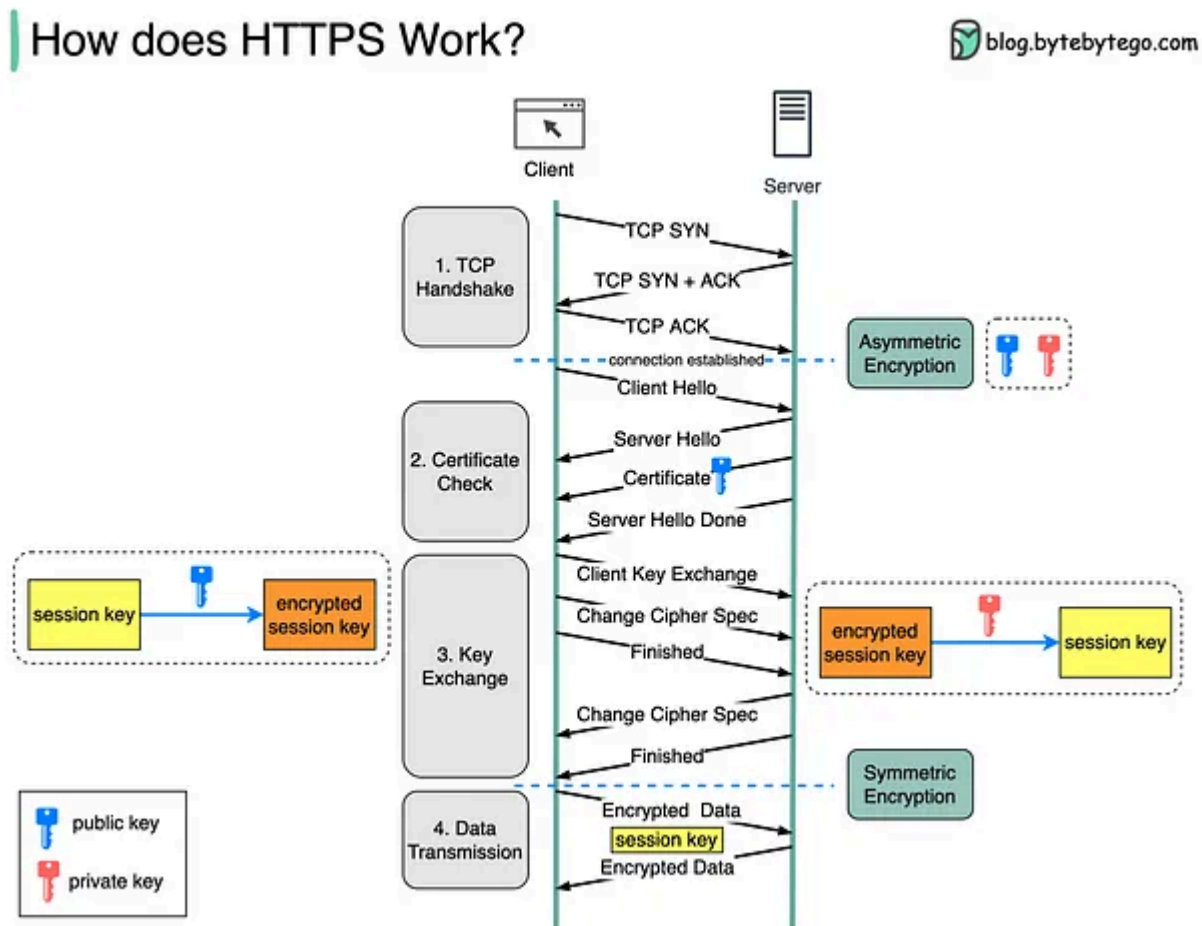 How does HTTPS Work?
blog.bytebytego.com
Client
Server
1. TCP
Handshake
TCP SYN
TCP SYN + ACK
TCP ACK
connection established
Asymmetric
Encryption
Client Hello
2. Certificate
Check
Server Hello
Certificate
Server Hello Done
3. Key
Exchange
Client Key Exchange
Change Cipher Spec
Finished
Change Cipher Spec
Finished
session key
encrypted
session key
encrypted
session key
session key
Symmetric
Encryption
4. Data
Transmission
Encrypted Data
session key
Encrypted Data
public key
private key